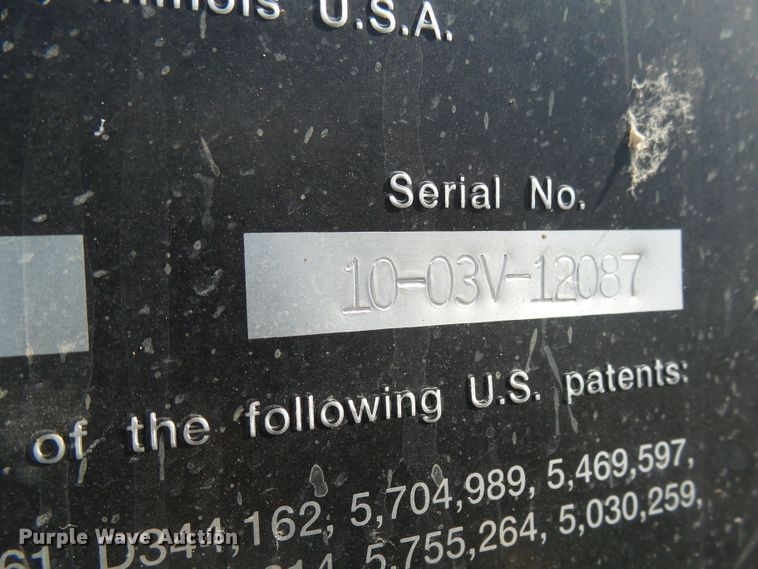 U.S.A.
Serial No.
10-03V-12087
of the following U.S. patents:
D344,162, 5,704,989, 5,469,597,
5,755,264, 5,030,259,
Purple Wave Auction